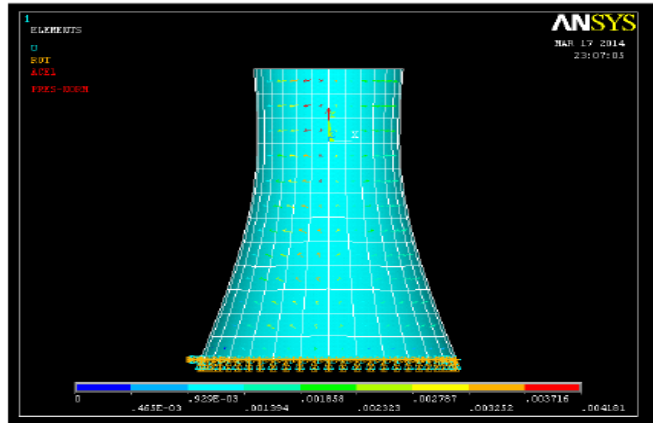 1
ELEMENTS
U
ROT
ACEL
PRES-NORM
ANSYS
MAR 17 2014
23:07:05
X
0
.465E-03
.929E-03
.001394
.001858
.002323
.002787
.003252
.003716
.004181